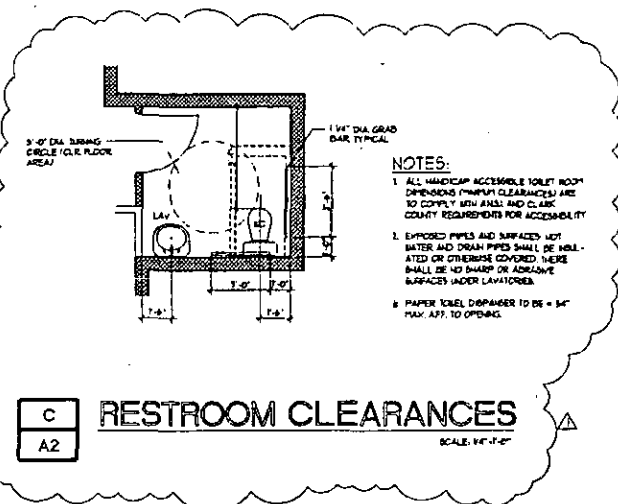 5'-0" DIA. TURNING
CIRCLE (CLR. FLOOR
AREA)
1 1/4" DIA. GRAB
BAR TYPICAL
LAV
WC
3'-6"
3'-0"
1'-0"
1'-6"
1'-6"
NOTES:
1. ALL HANDICAP ACCESSIBLE TOILET ROOM
DIMENSIONS (MINIMUM CLEARANCES) ARE
TO COMPLY WITH ANSI AND CLARK
COUNTY REQUIREMENTS FOR ACCESSIBILITY
2. EXPOSED PIPES AND SURFACES HOT
WATER AND DRAIN PIPES SHALL BE INSUL-
ATED OR OTHERWISE COVERED. THERE
SHALL BE NO SHARP OR ABRASIVE
SURFACES UNDER LAVATORIES.
PAPER TOWEL DISPENSER TO BE 54"
MAX. A.F.F. TO OPENING.
C
A2
RESTROOM CLEARANCES
SCALE: 1/4"=1'-0"